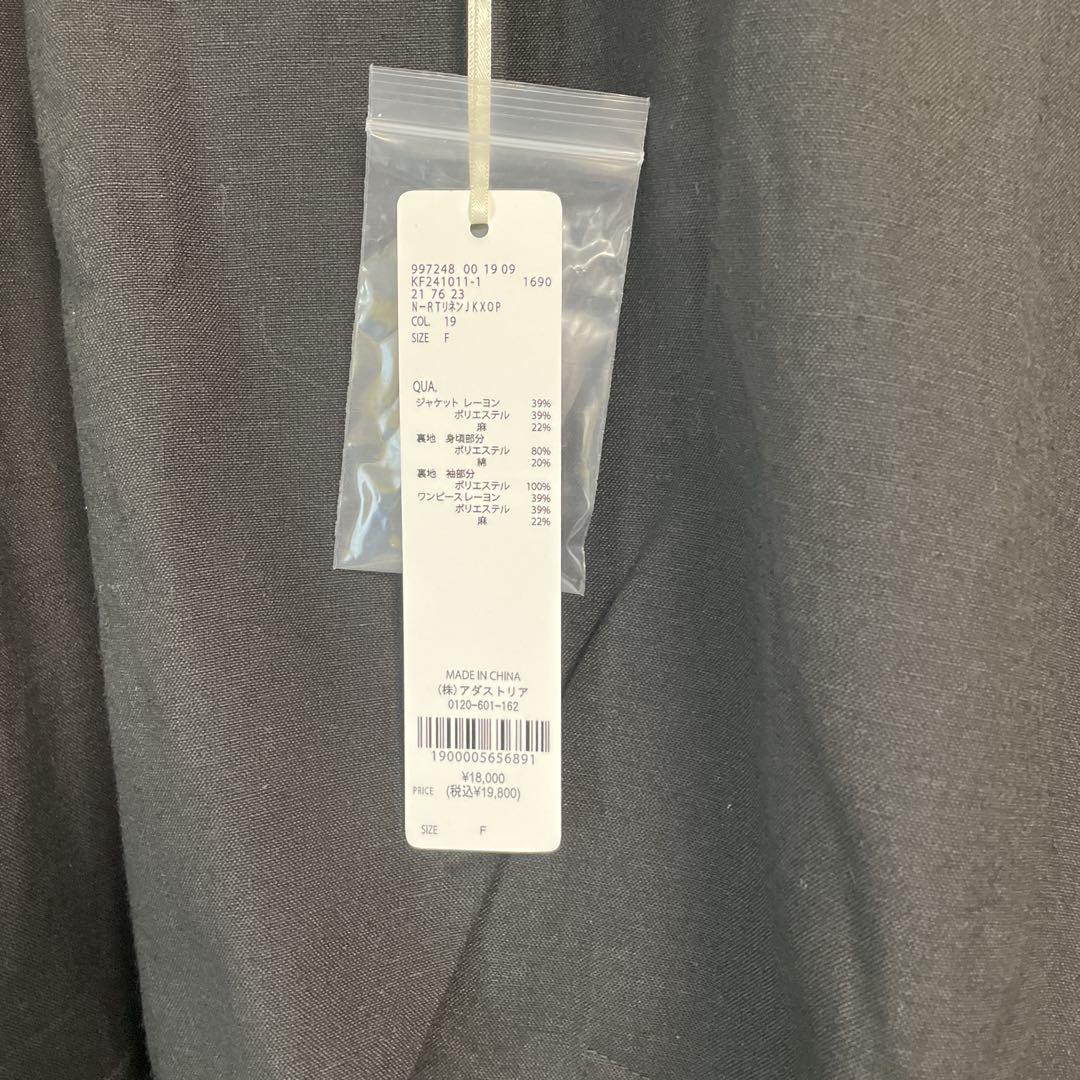 997248 00 19 09
KF241011-1 1690
21 76 23
N-RTリネンJKXOP
COL. 19
SIZE F
QUA.
ジャケット レーヨン 39%
ポリエステル 39%
麻 22%
裏地 身頃部分
ポリエステル 80%
綿 20%
裏地 袖部分
ポリエステル 100%
ワンピースレーヨン 39%
ポリエステル 39%
麻 22%
MADE IN CHINA
(株)アダストリア
0120-601-162
1900005656891
¥18,000
PRICE (税込¥19,800)
SIZE F